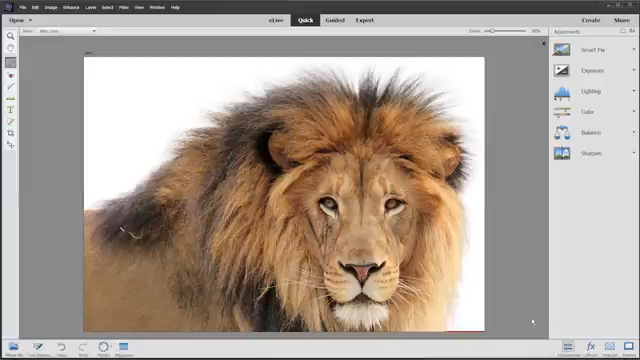 File Edit Image Enhance Layer Select Filter View Window Help
Open
eLive Quick Guided Expert
Create Share
View:
Zoom:
Adjustments
Smart Fix
Exposure
Lighting
Color
Balance
Sharpen